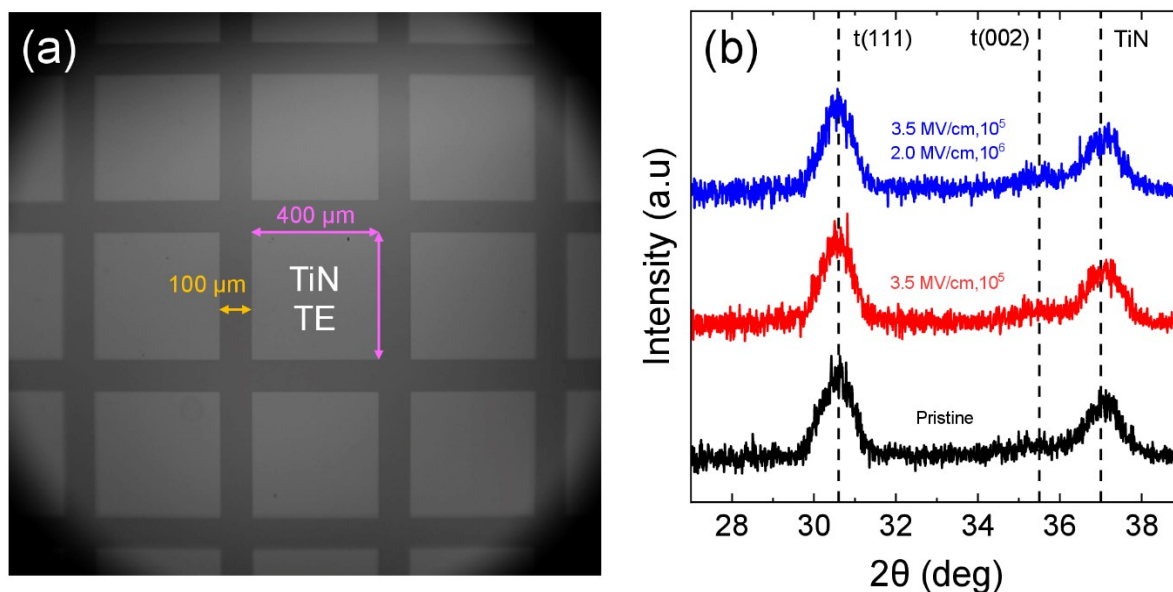 (a)
400 µm
100 µm
TiN
TE
(b)
t(111)
t(002)
TiN
3.5 MV/cm,10⁵
2.0 MV/cm,10⁶
3.5 MV/cm,10⁵
Pristine
Intensity (a.u)
28 30 32 34 36 38
2θ (deg)